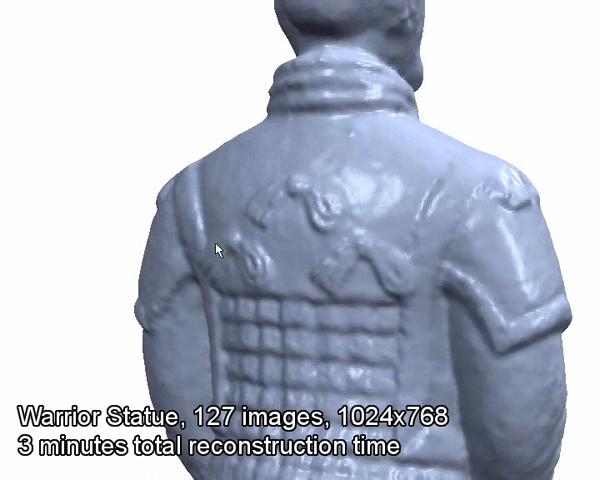 Warrior Statue, 127 images, 1024x768
3 minutes total reconstruction time